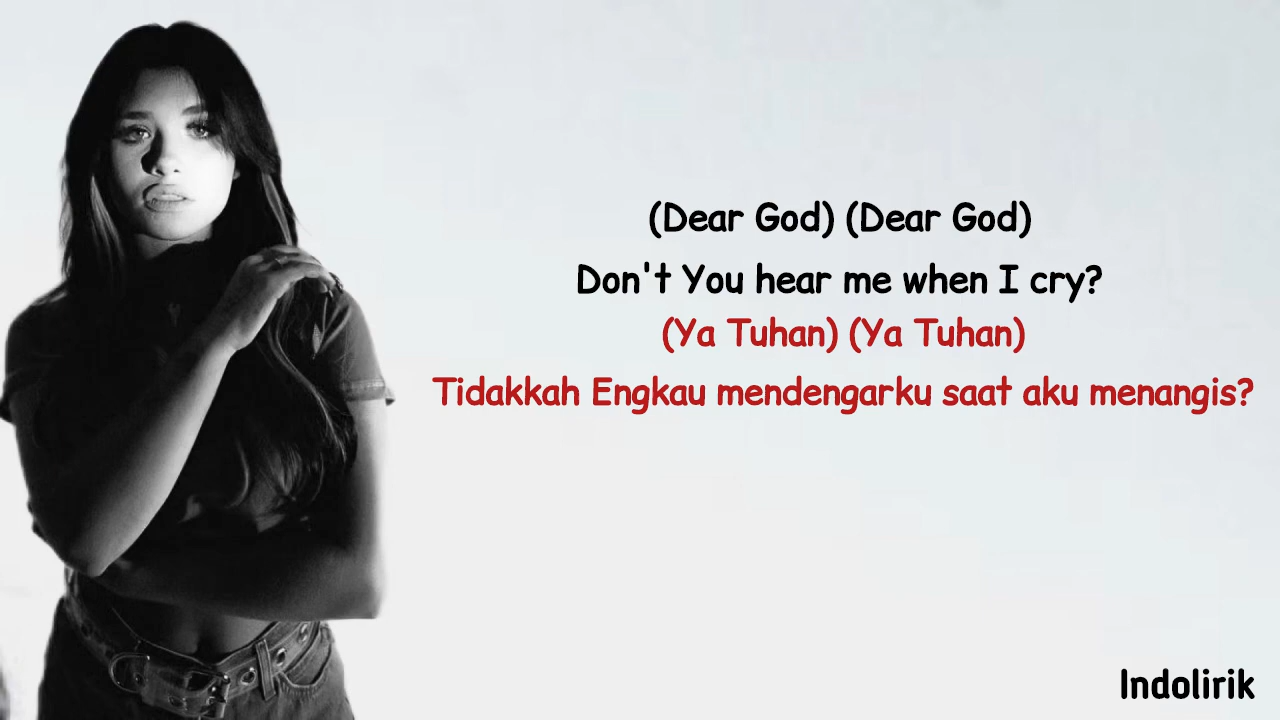 (Dear God) (Dear God)
Don't You hear me when I cry?
(Ya Tuhan) (Ya Tuhan)
Tidakkah Engkau mendengarku saat aku menangis?
Indolirik